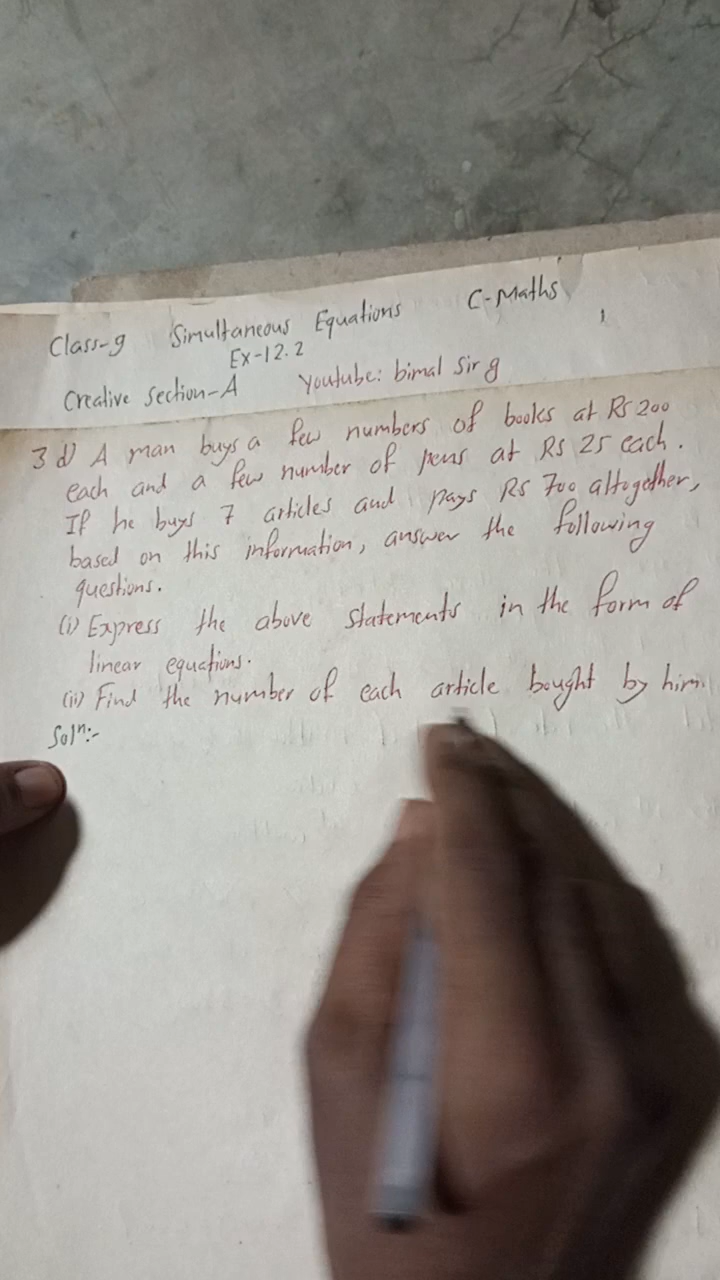 Class-9 Simultaneous Equations C-Maths
Ex-12.2
Creative Section-A Youtube: bimal sir g
3 d) A man buys a few numbers of books at RS 200
each and a few number of pens at RS 25 each.
If he buys 7 articles and pays RS 700 altogether,
based on this information, answer the following
questions.
(i) Express the above statements in the form of
linear equations.
(ii) Find the number of each article bought by him.
Solⁿ:-